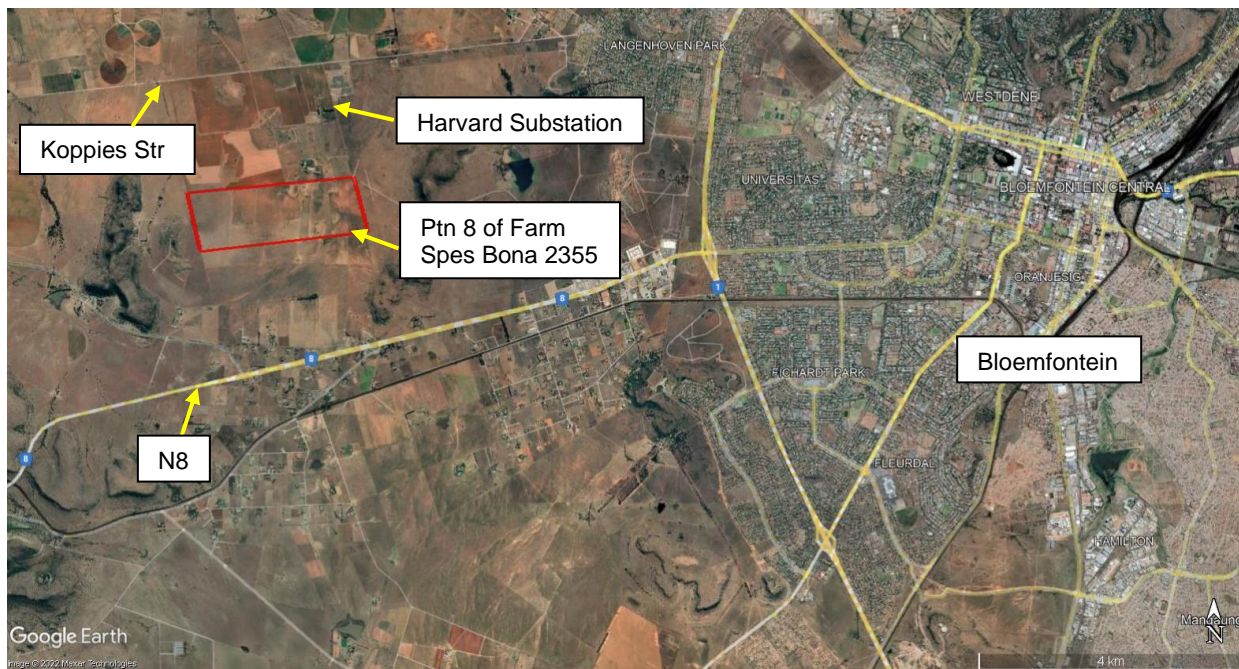 LANGENHOVEN PARK
WESTDENE
Harvard Substation
Koppies Str
UNIVERSITAS
BLOEMFONTEIN CENTRAL
Ptn 8 of Farm
Spes Bona 2355
ORANJESIG
1
8
8
Bloemfontein
FICHARDT PARK
N8
8
FLEURDAL
HAMILTON
Mangaung
N
Google Earth
Image © 2022 Maxar Technologies
4 km